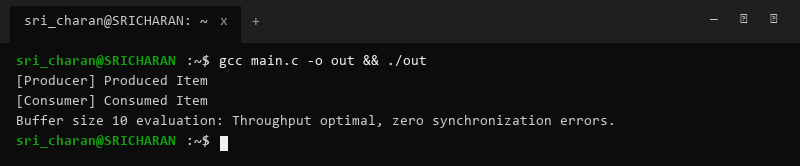 sri_charan@SRICHARAN: ~ x +
sri_charan@SRICHARAN :~$ gcc main.c -o out && ./out
[Producer] Produced Item
[Consumer] Consumed Item
Buffer size 10 evaluation: Throughput optimal, zero synchronization errors.
sri_charan@SRICHARAN :~$